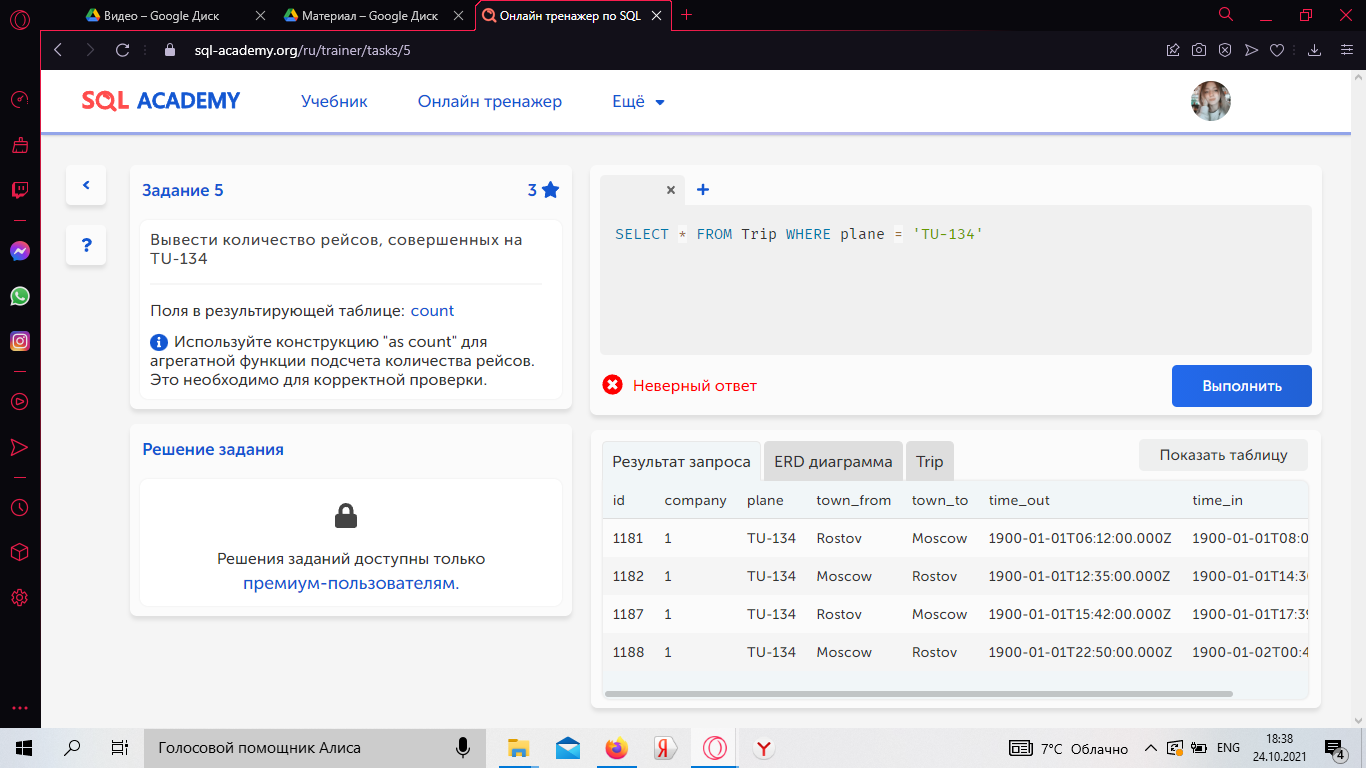 Видео – Google Диск
Материал – Google Диск
Онлайн тренажер по SQL
sql-academy.org/ru/trainer/tasks/5
SQL ACADEMY
Учебник
Онлайн тренажер
Ещё
Задание 5
3
Вывести количество рейсов, совершенных на
TU-134
Поля в результирующей таблице: count
Используйте конструкцию "as count" для
агрегатной функции подсчета количества рейсов.
Это необходимо для корректной проверки.
Решение задания
Решения заданий доступны только
премиум-пользователям.
SELECT * FROM Trip WHERE plane = 'TU-134'
Неверный ответ
Выполнить
Результат запроса
ERD диаграмма
Trip
Показать таблицу
id company plane town_from town_to time_out time_in
1181 1 TU-134 Rostov Moscow 1900-01-01T06:12:00.000Z 1900-01-01T08:0
1182 1 TU-134 Moscow Rostov 1900-01-01T12:35:00.000Z 1900-01-01T14:30
1187 1 TU-134 Rostov Moscow 1900-01-01T15:42:00.000Z 1900-01-01T17:39
1188 1 TU-134 Moscow Rostov 1900-01-01T22:50:00.000Z 1900-01-02T00:4
Голосовой помощник Алиса
7°C Облачно
ENG
18:38
24.10.2021
4